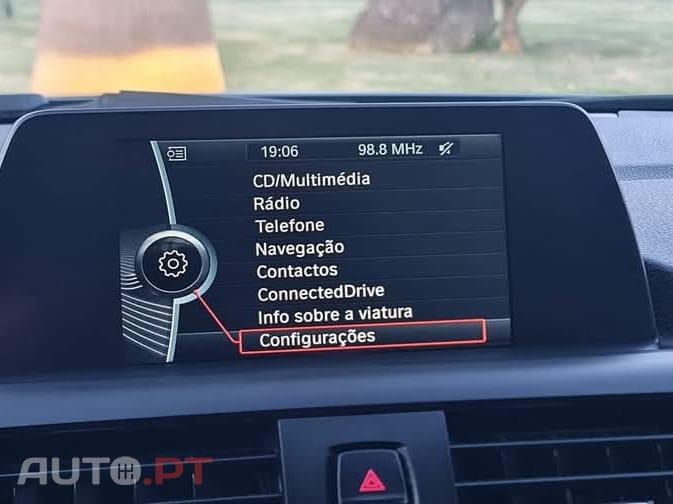 19:06 98.8 MHz
CD/Multimédia
Rádio
Telefone
Navegação
Contactos
ConnectedDrive
Info sobre a viatura
Configurações
AUTO.PT